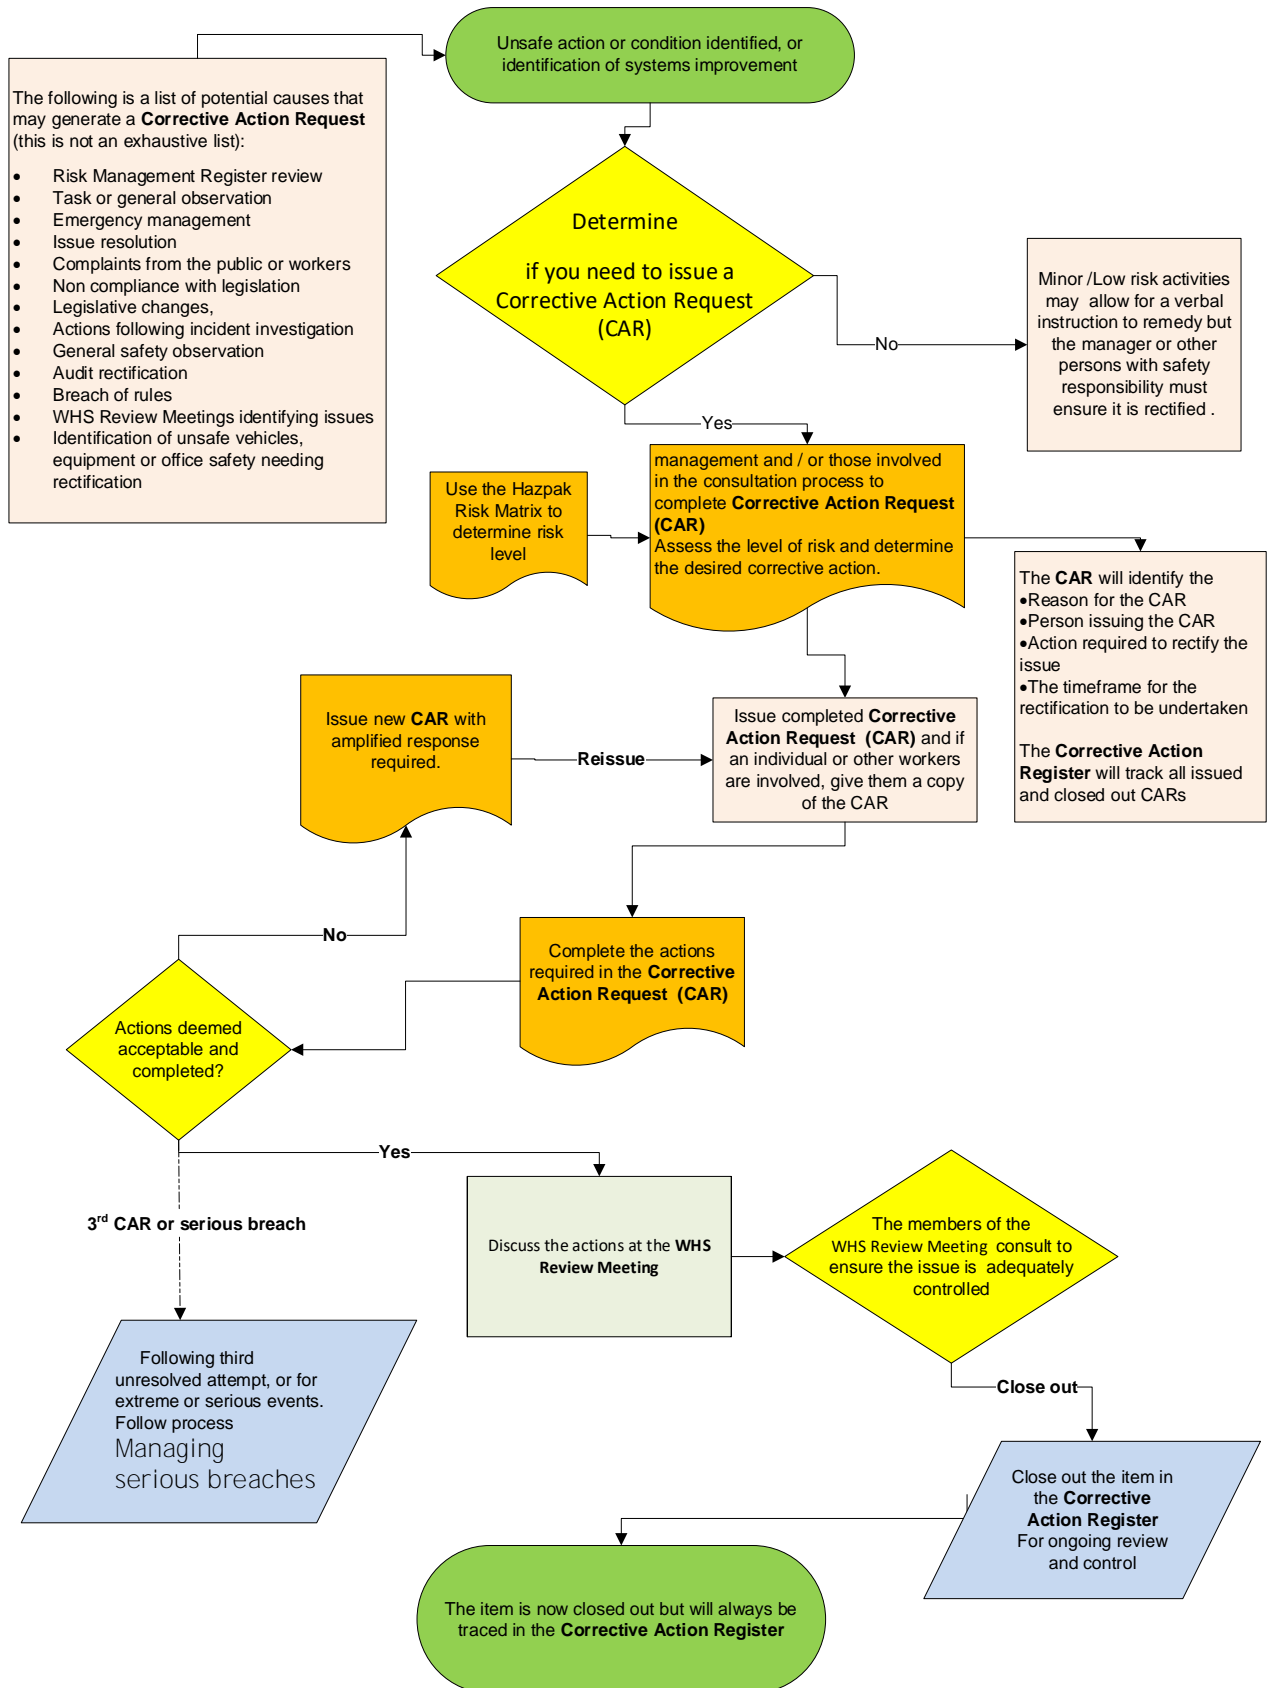 Unsafe action or condition identified, or
identification of systems improvement
The following is a list of potential causes that
may generate a Corrective Action Request
(this is not an exhaustive list):
• Risk Management Register review
• Task or general observation
• Emergency management
• Issue resolution
• Complaints from the public or workers
• Non compliance with legislation
• Legislative changes,
• Actions following incident investigation
• General safety observation
• Audit rectification
• Breach of rules
• WHS Review Meetings identifying issues
• Identification of unsafe vehicles,
equipment or office safety needing
rectification
Determine
if you need to issue a
Corrective Action Request
(CAR)
No
Minor /Low risk activities
may allow for a verbal
instruction to remedy but
the manager or other
persons with safety
responsibility must
ensure it is rectified .
Yes
Use the Hazpak
Risk Matrix to
determine risk
level
management and / or those involved
in the consultation process to
complete Corrective Action Request
(CAR)
Assess the level of risk and determine
the desired corrective action.
The CAR will identify the
•Reason for the CAR
•Person issuing the CAR
•Action required to rectify the
issue
•The timeframe for the
rectification to be undertaken
The Corrective Action
Register will track all issued
and closed out CARs
Issue new CAR with
amplified response
required.
Reissue
Issue completed Corrective
Action Request (CAR) and if
an individual or other workers
are involved, give them a copy
of the CAR
No
Complete the actions
required in the Corrective
Action Request (CAR)
Actions deemed
acceptable and
completed?
Yes
3rd CAR or serious breach
Discuss the actions at the WHS
Review Meeting
The members of the
WHS Review Meeting consult to
ensure the issue is adequately
controlled
Following third
unresolved attempt, or for
extreme or serious events.
Follow process
Managing
serious breaches
Close out
Close out the item in
the Corrective
Action Register
For ongoing review
and control
The item is now closed out but will always be
traced in the Corrective Action Register